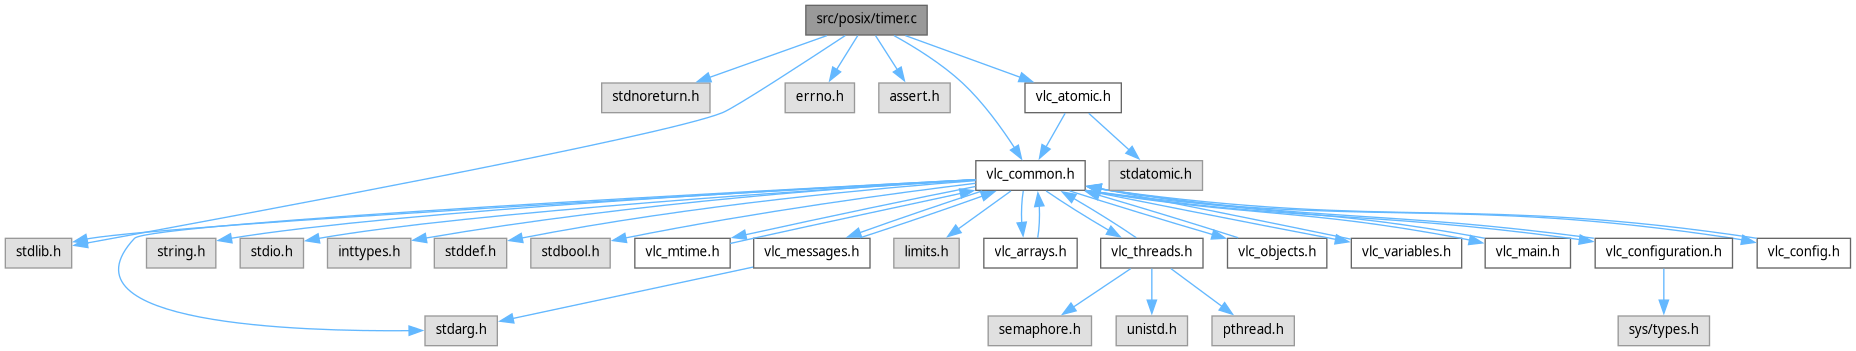 src/posix/timer.c
stdnoreturn.h
errno.h
assert.h
vlc_atomic.h
vlc_common.h
stdatomic.h
stdlib.h
string.h
stdio.h
inttypes.h
stddef.h
stdbool.h
vlc_mtime.h
vlc_messages.h
limits.h
vlc_arrays.h
vlc_threads.h
vlc_objects.h
vlc_variables.h
vlc_main.h
vlc_configuration.h
vlc_config.h
stdarg.h
semaphore.h
unistd.h
pthread.h
sys/types.h